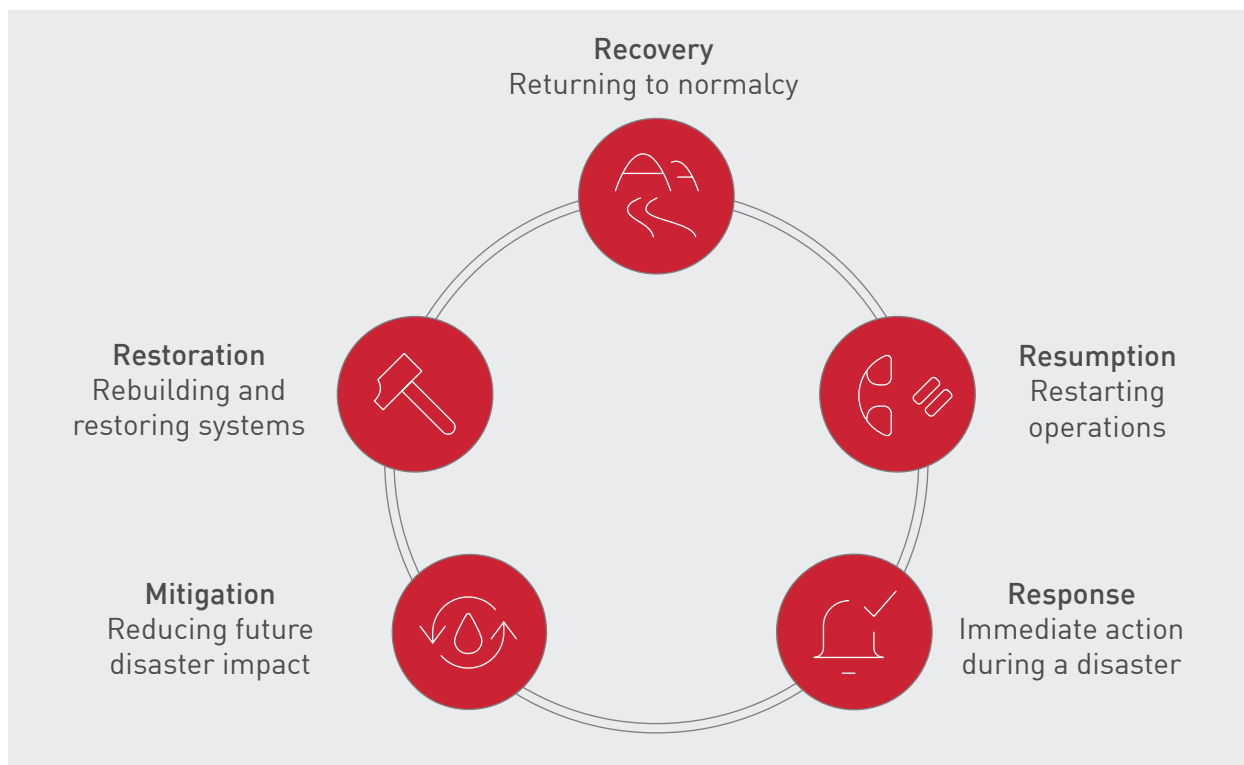 Recovery
Returning to normalcy
Restoration
Rebuilding and
restoring systems
Resumption
Restarting
operations
Mitigation
Reducing future
disaster impact
Response
Immediate action
during a disaster